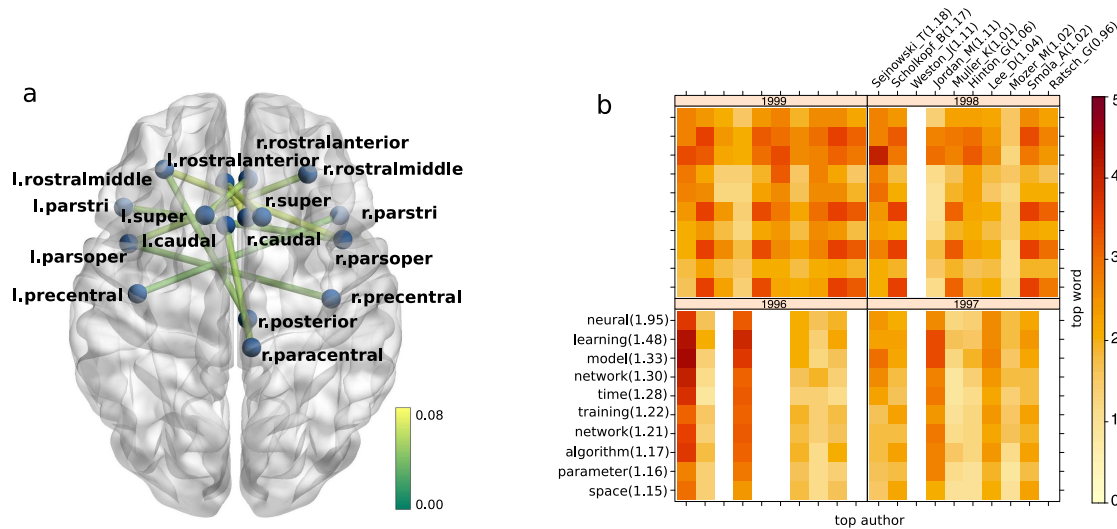 a
r.rostralanterior
l.rostralanterior
r.rostralmiddle
l.rostralmiddle
l.parstri
l.super
r.super
r.parstri
l.caudal
r.caudal
l.parsoper
r.parsoper
l.precentral
r.precentral
r.posterior
r.paracentral
0.08
0.00
b
Sejnowski_T(1.18)
Scholkopf_B(1.17)
Weston_J(1.11)
Jordan_M(1.11)
Muller_K(1.01)
Hinton_G(1.06)
Lee_D(1.04)
Mozer_M(1.02)
Smola_A(1.02)
Ratsch_G(0.96)
1999
1998
1996
1997
neural(1.95)
learning(1.48)
model(1.33)
network(1.30)
time(1.28)
training(1.22)
network(1.21)
algorithm(1.17)
parameter(1.16)
space(1.15)
top author
top word
5
4
3
2
1
0